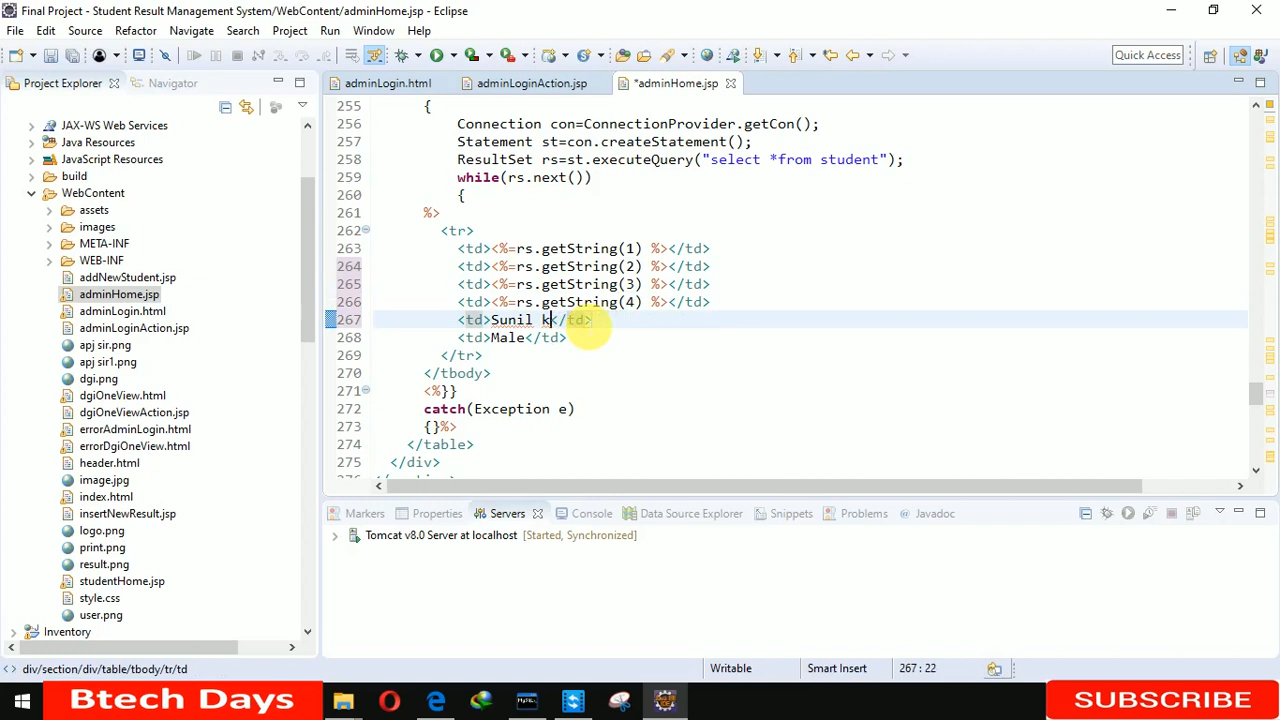 Final Project - Student Result Management System/WebContent/adminHome.jsp - Eclipse
File Edit Source Refactor Navigate Search Project Run Window Help
Quick Access
Project Explorer
Navigator
JAX-WS Web Services
Java Resources
JavaScript Resources
build
WebContent
assets
images
META-INF
WEB-INF
addNewStudent.jsp
adminHome.jsp
adminLogin.html
adminLoginAction.jsp
apj sir.png
apj sir1.png
dgi.png
dgiOneView.html
dgiOneViewAction.jsp
errorAdminLogin.html
errorDgiOneView.html
header.html
image.jpg
index.html
insertNewResult.jsp
logo.png
print.png
result.png
studentHome.jsp
style.css
user.png
Inventory
adminLogin.html adminLoginAction.jsp *adminHome.jsp
255 {
256 Connection con=ConnectionProvider.getCon();
257 Statement st=con.createStatement();
258 ResultSet rs=st.executeQuery("select *from student");
259 while(rs.next())
260 {
261 %>
262 <tr>
263 <td><%=rs.getString(1) %></td>
264 <td><%=rs.getString(2) %></td>
265 <td><%=rs.getString(3) %></td>
266 <td><%=rs.getString(4) %></td>
267 <td>Sunil k</td>
268 <td>Male</td>
269 </tr>
270 </tbody>
271 <%}}
272 catch(Exception e)
273 {}%>
274 </table>
275 </div>
Markers Properties Servers Console Data Source Explorer Snippets Problems Javadoc
Tomcat v8.0 Server at localhost [Started, Synchronized]
div/section/div/table/tbody/tr/td
Writable
Smart Insert
267 : 22
Btech Days
SUBSCRIBE